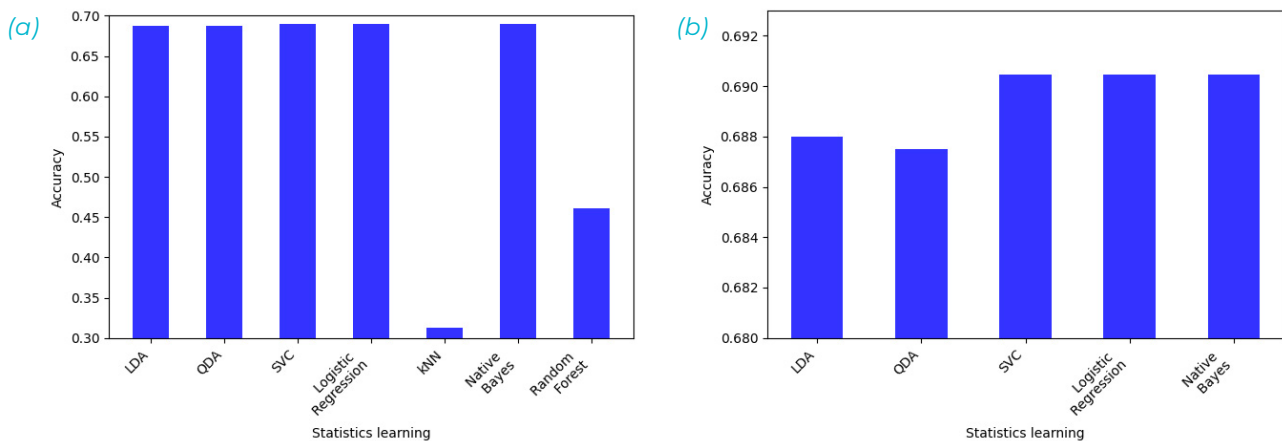 (a)
0.70
0.65
0.60
0.55
0.50
0.45
0.40
0.35
0.30
Accuracy
LDA
QDA
SVC
Logistic
Regression
kNN
Native
Bayes
Random
Forest
Statistics learning
(b)
0.692
0.690
0.688
0.686
0.684
0.682
0.680
Accuracy
LDA
QDA
SVC
Logistic
Regression
Native
Bayes
Statistics learning